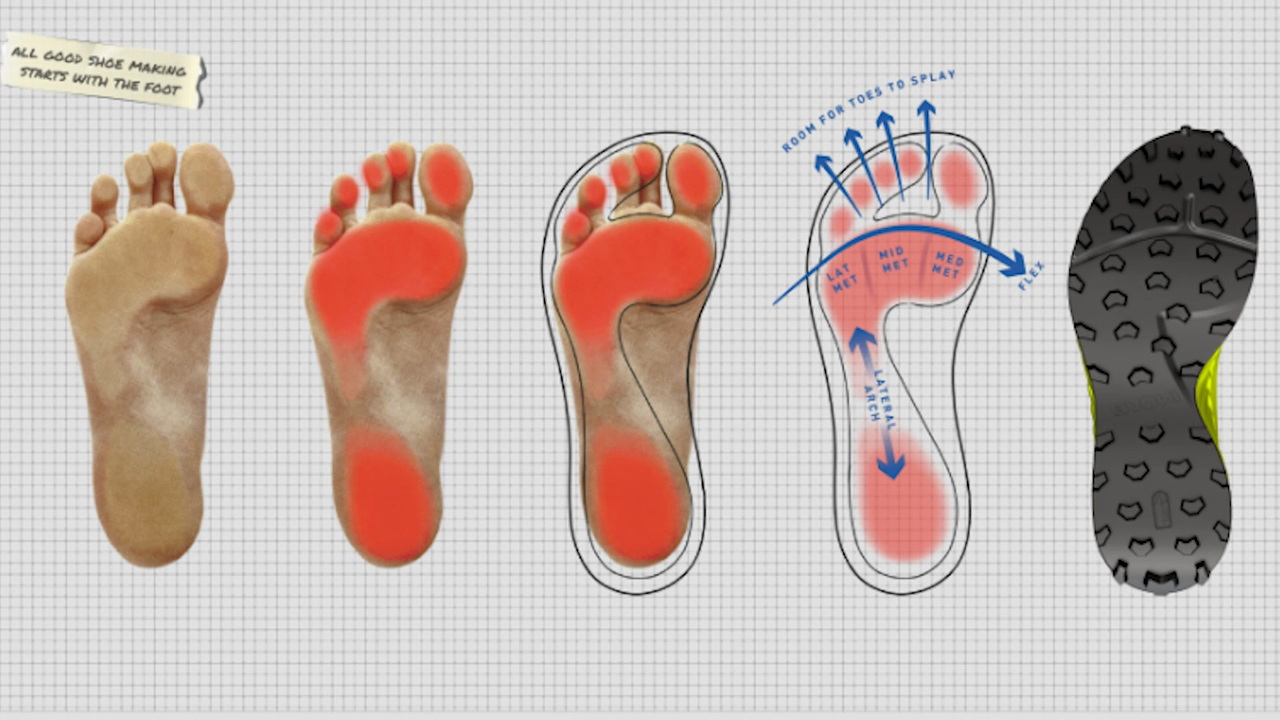 ALL GOOD SHOE MAKING
STARTS WITH THE FOOT
ROOM FOR TOES TO SPLAY
LAT
MET
MID
MET
MED
MET
FLEX
LATERAL
ARCH